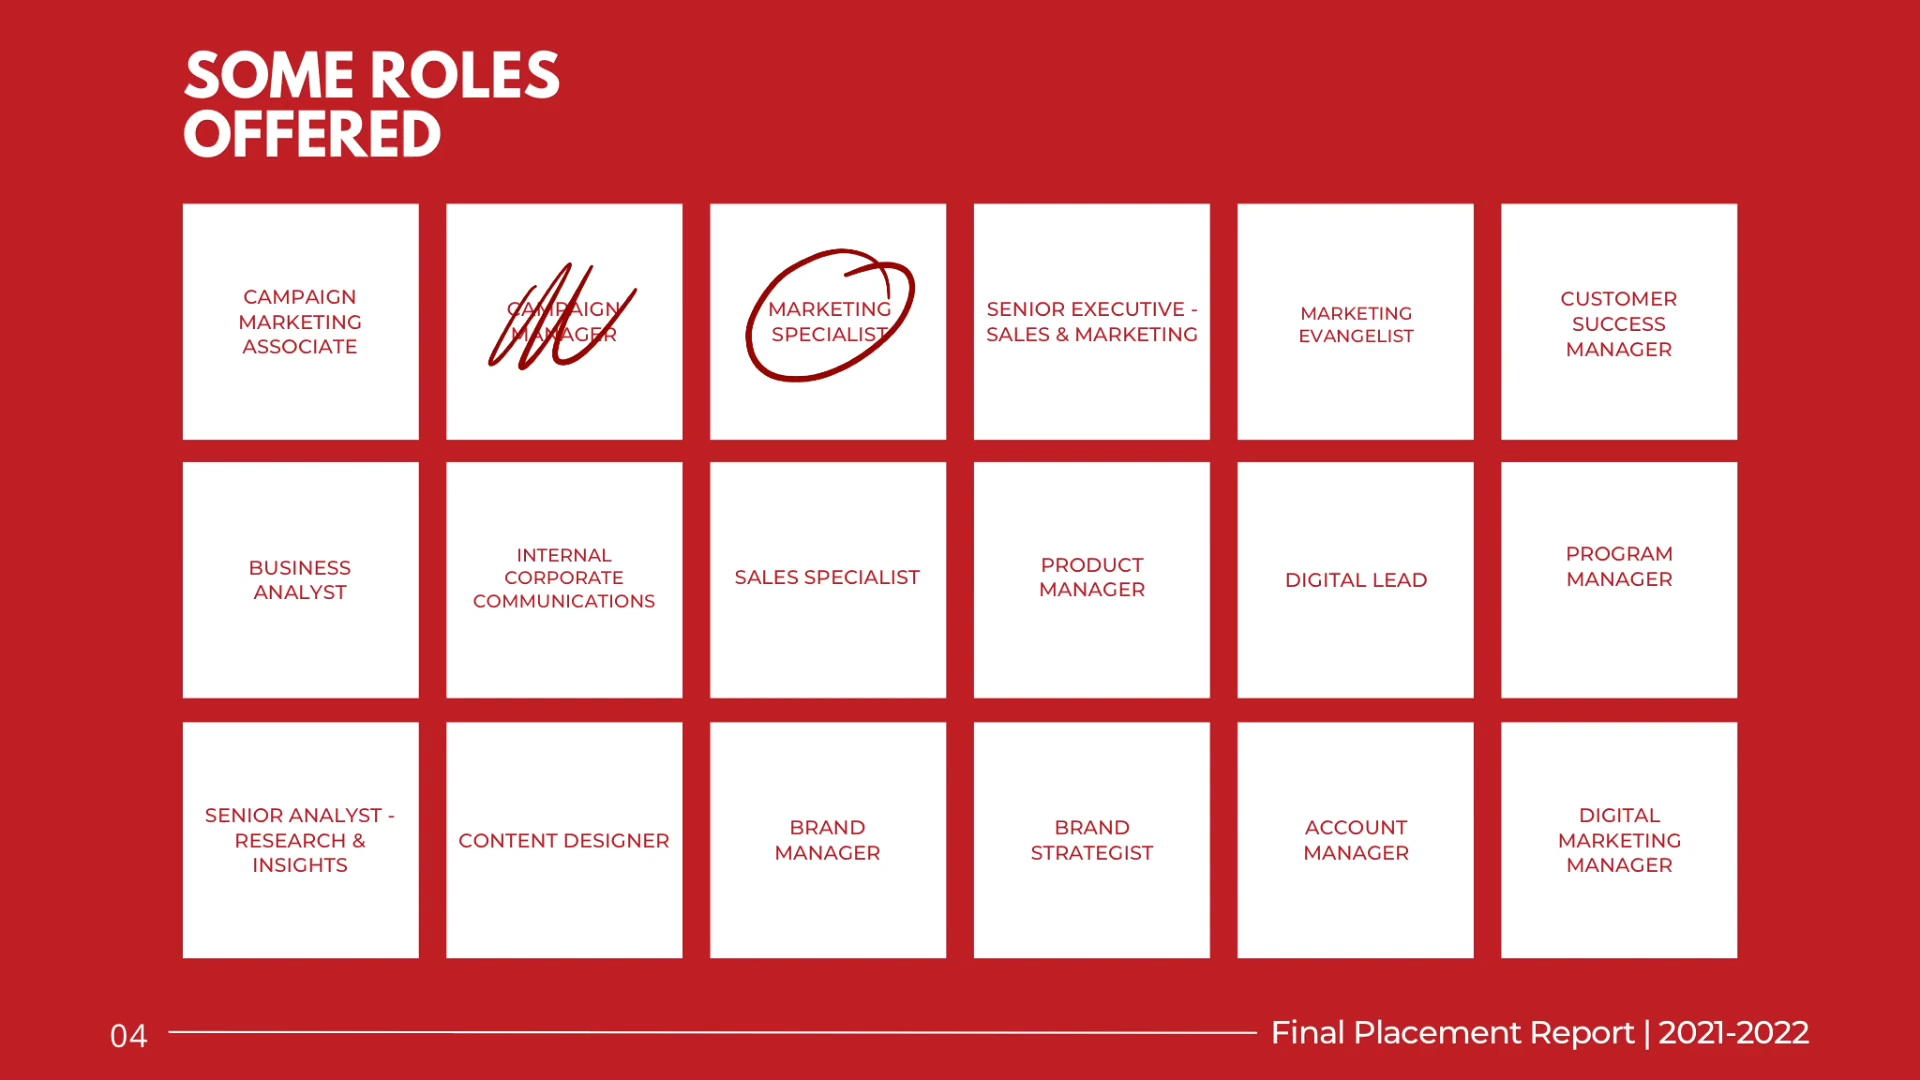 SOME ROLES
OFFERED
CAMPAIGN
MARKETING
ASSOCIATE
CAMPAIGN
MANAGER
MARKETING
SPECIALIST
SENIOR EXECUTIVE -
SALES & MARKETING
MARKETING
EVANGELIST
CUSTOMER
SUCCESS
MANAGER
BUSINESS
ANALYST
INTERNAL
CORPORATE
COMMUNICATIONS
SALES SPECIALIST
PRODUCT
MANAGER
DIGITAL LEAD
PROGRAM
MANAGER
SENIOR ANALYST -
RESEARCH &
INSIGHTS
CONTENT DESIGNER
BRAND
MANAGER
BRAND
STRATEGIST
ACCOUNT
MANAGER
DIGITAL
MARKETING
MANAGER
04
Final Placement Report | 2021-2022